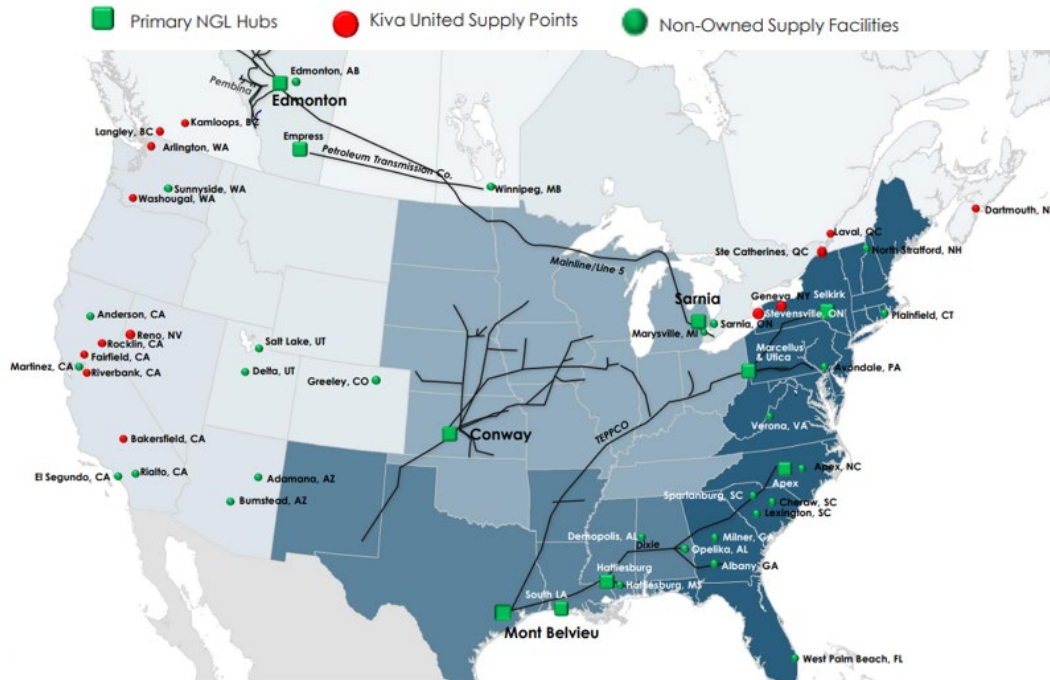 Primary NGL Hubs
Kiva United Supply Points
Non-Owned Supply Facilities
Edmonton, AB
Pembina
Edmonton
Kamloops, BC
Langley, BC
Arlington, WA
Empress
Petroleum Transmission Co.
Sunnyside, WA
Winnipeg, MB
Washougal, WA
Dartmouth, N
Laval, QC
Ste Catherines, QC
North Stratford, NH
Mainline/Line 5
Sarnia
Geneva, NY
Selkirk
Stevensville, ON
Anderson, CA
Plainfield, CT
Sarnia, ON
Marysville, MI
Reno, NV
Rocklin, CA
Salt Lake, UT
Fairfield, CA
Marcellus
& Utica
Martinez, CA
Riverbank, CA
Delta, UT
Greeley, CO
Avondale, PA
Verona, VA
TEPPCO
Conway
Bakersfield, CA
El Segundo, CA
Rialto, CA
Adamana, AZ
Apex, NC
Apex
Bumstead, AZ
Spartanburg, SC
Cheraw, SC
Lexington, SC
Demopolis, AL
Milner, GA
Dixie
Opelika, AL
Albany, GA
Hattiesburg
Hattiesburg, MS
South LA
Mont Belvieu
West Palm Beach, FL